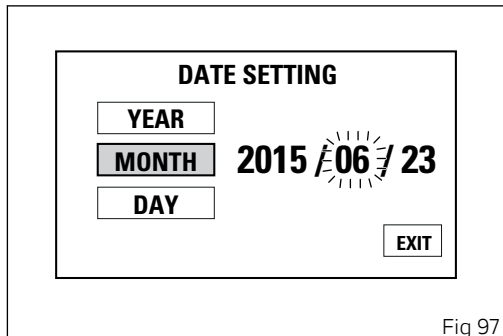 DATE SETTING
YEAR
MONTH 2015 / 06 / 23
DAY
EXIT
Fig 97